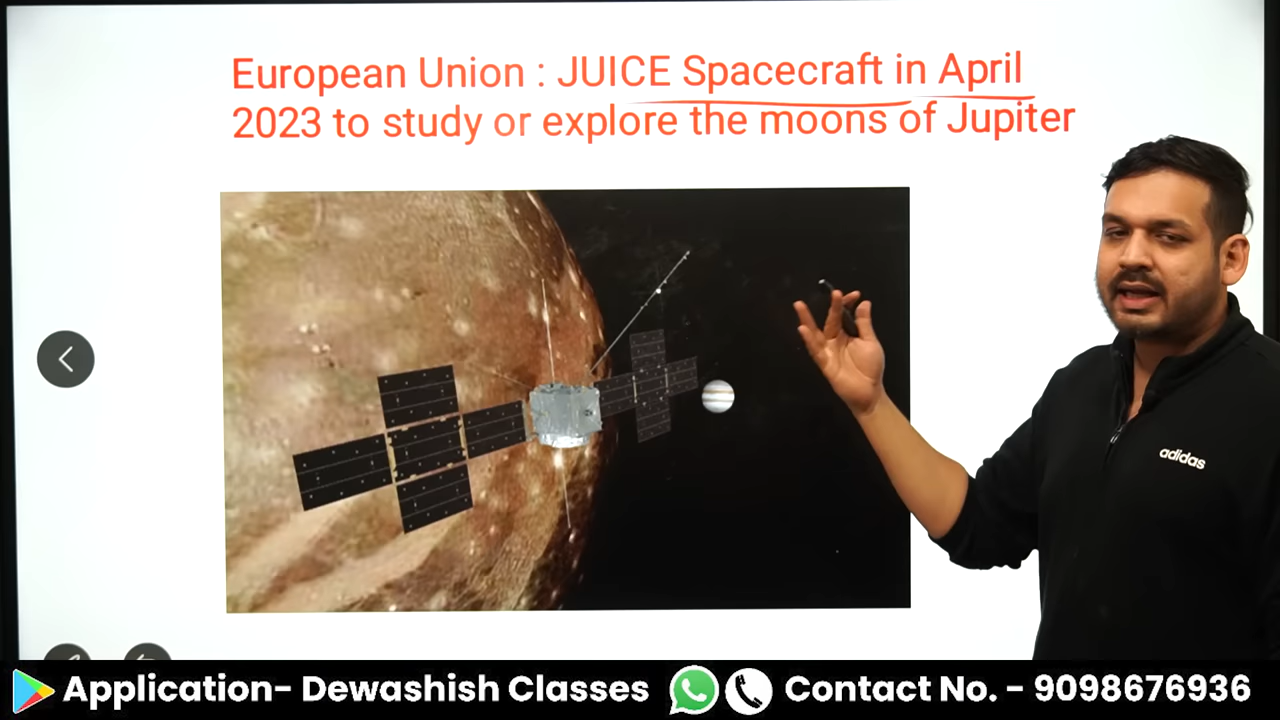 European Union : JUICE Spacecraft in April
2023 to study or explore the moons of Jupiter
adidas
Application- Dewashish Classes
Contact No. - 9098676936